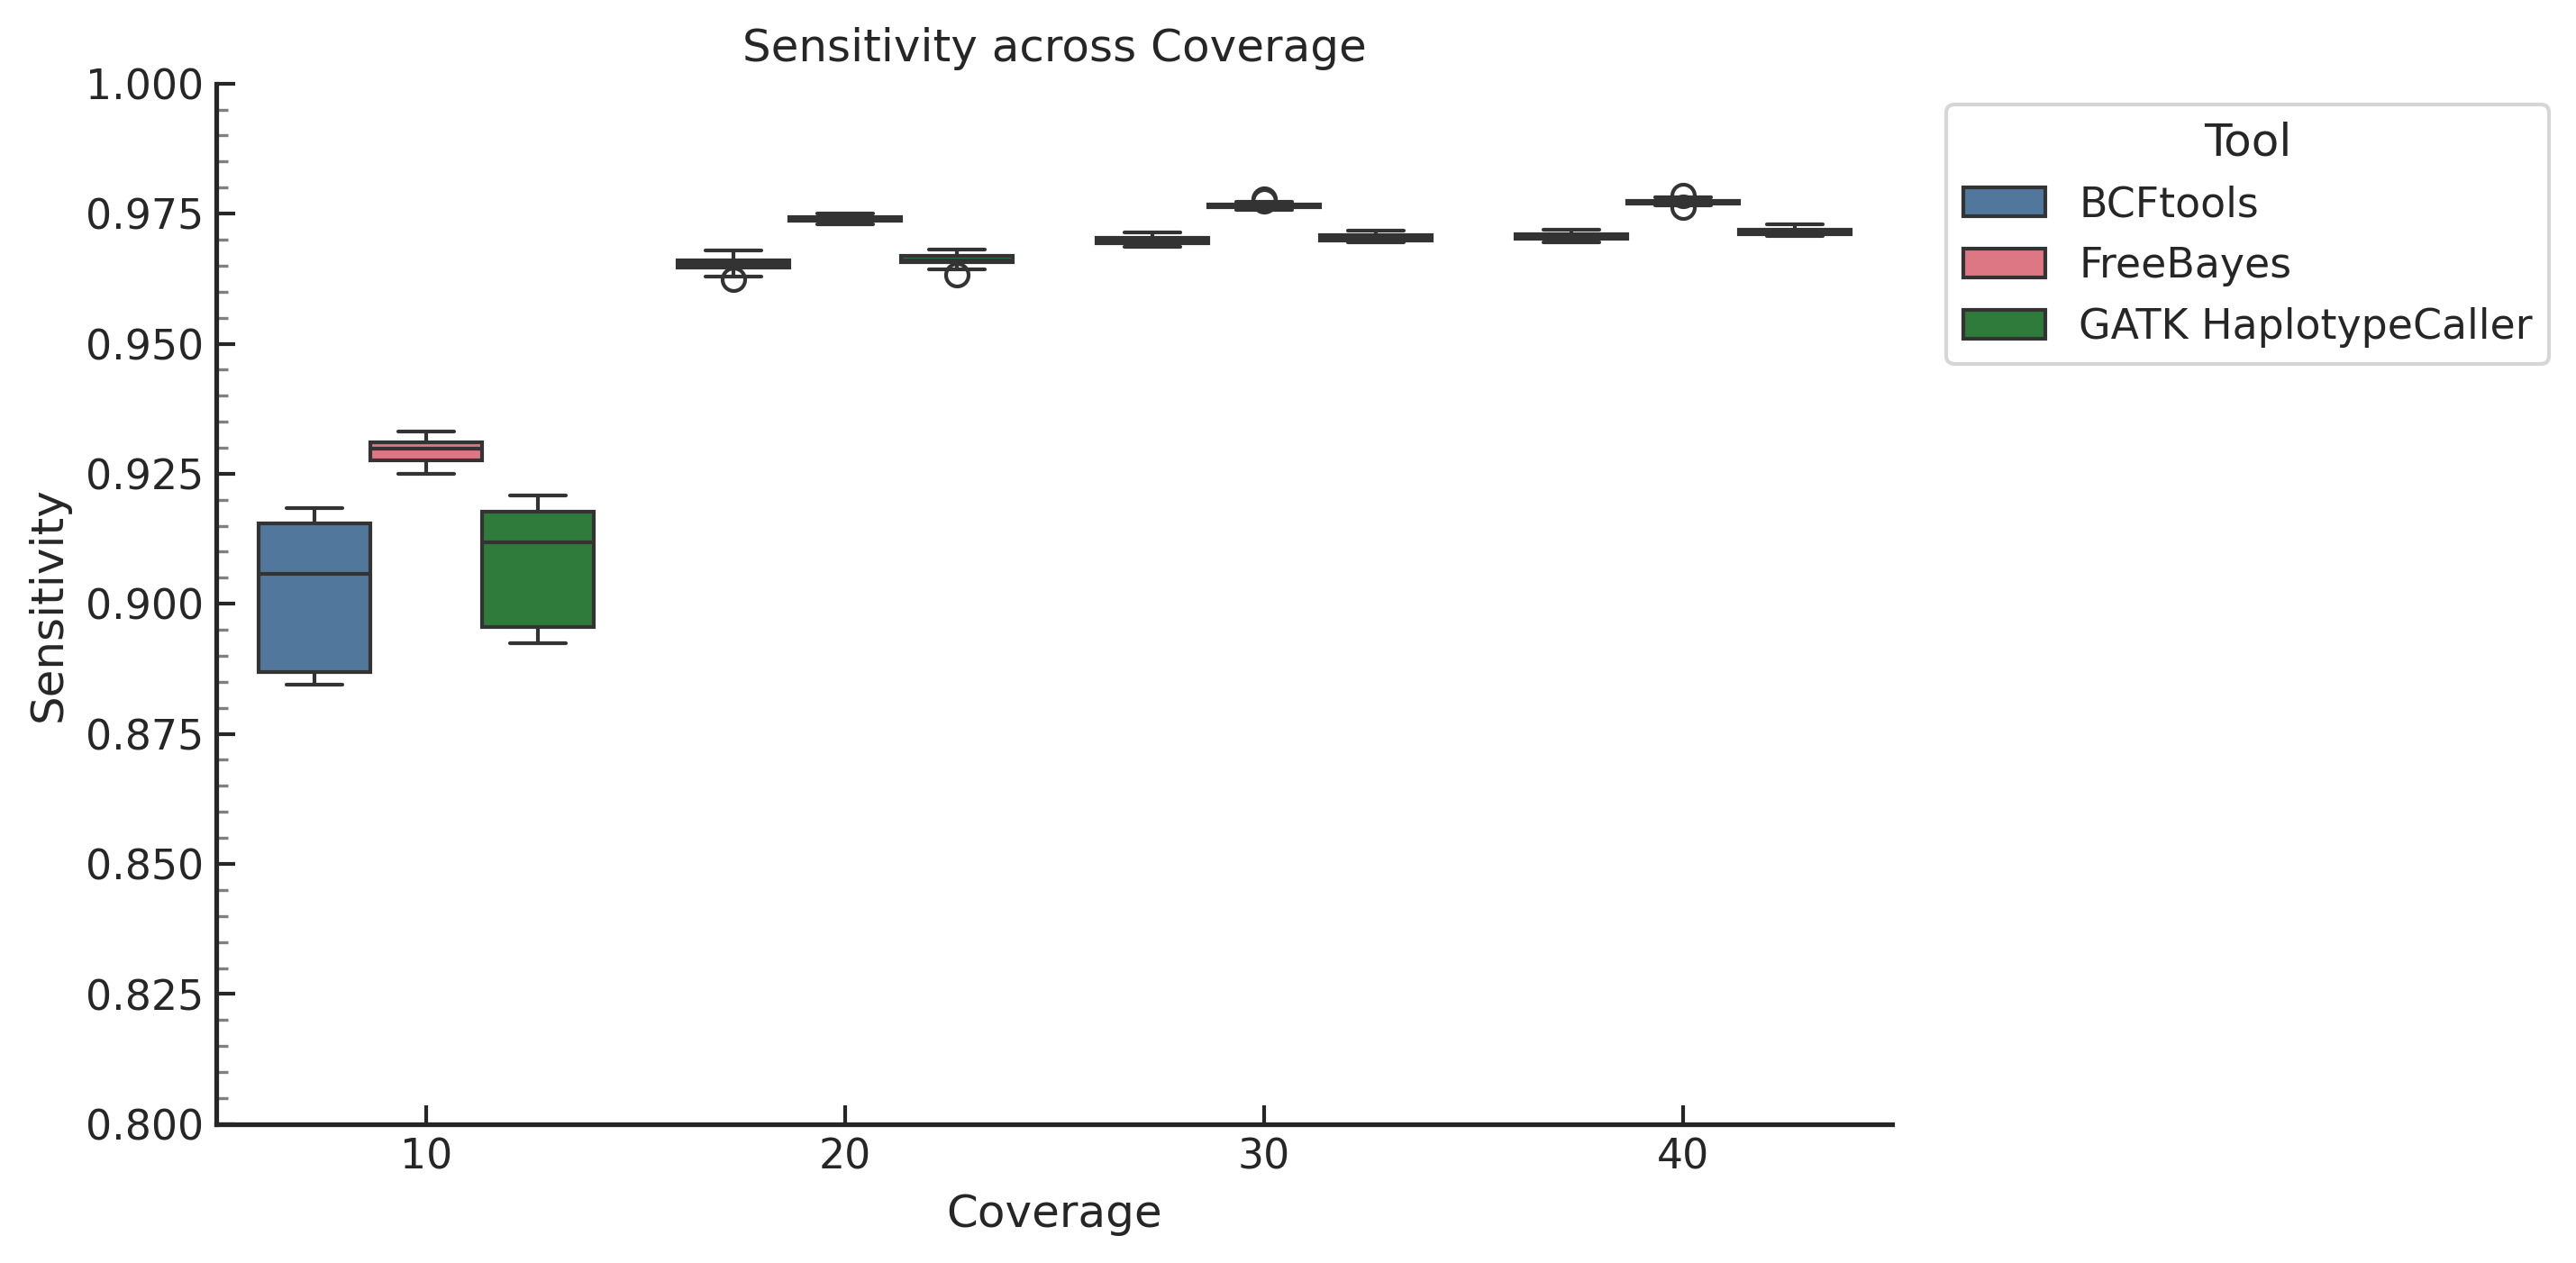 Sensitivity across Coverage
1.000
0.975
0.950
0.925
0.900
0.875
0.850
0.825
0.800
Sensitivity
10 20 30 40
Coverage
Tool
BCFtools
FreeBayes
GATK HaplotypeCaller